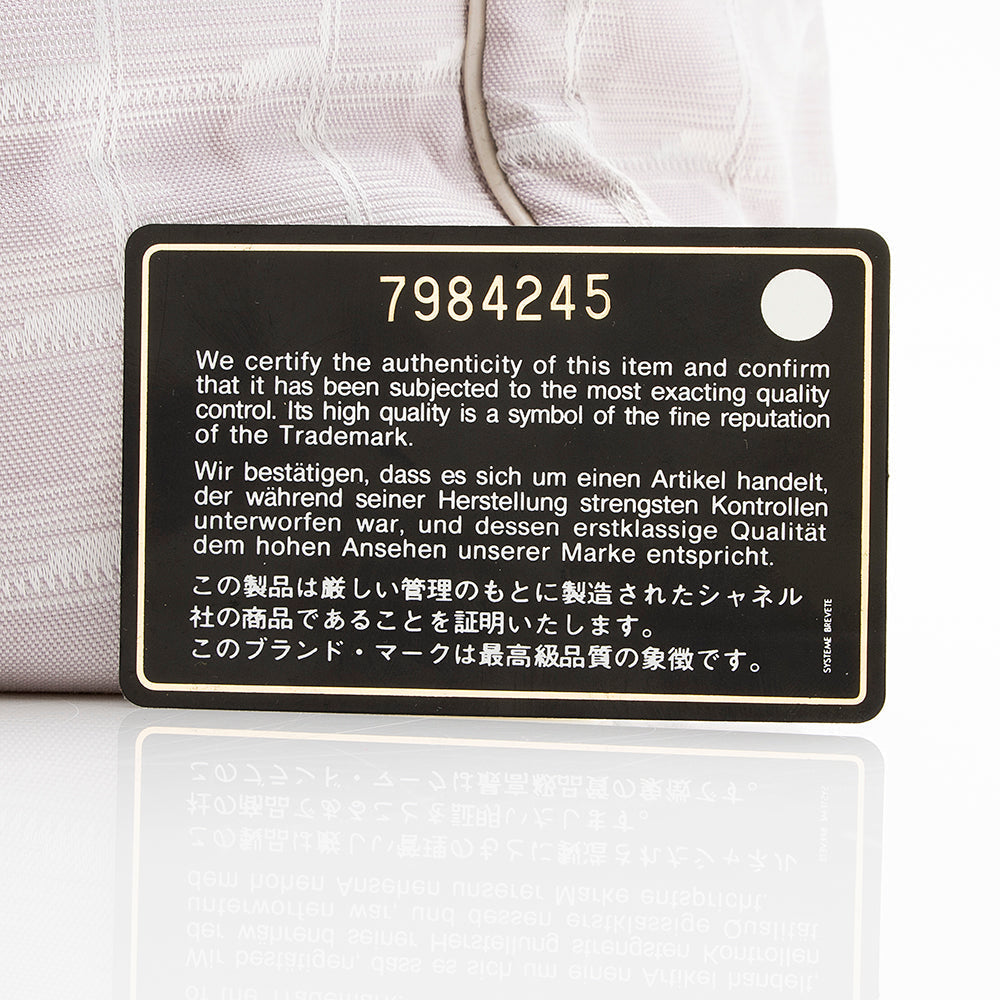 7984245
We certify the authenticity of this item and confirm
that it has been subjected to the most exacting quality
control. Its high quality is a symbol of the fine reputation
of the Trademark.
Wir bestätigen, dass es sich um einen Artikel handelt,
der während seiner Herstellung strengsten Kontrollen
unterworfen war, und dessen erstklassige Qualität
dem hohen Ansehen unserer Marke entspricht.
この製品は厳しい管理のもとに製造されたシャネル
社の商品であることを証明いたします。
このブランド・マークは最高級品質の象徴です。
SYSTEME BREVETE